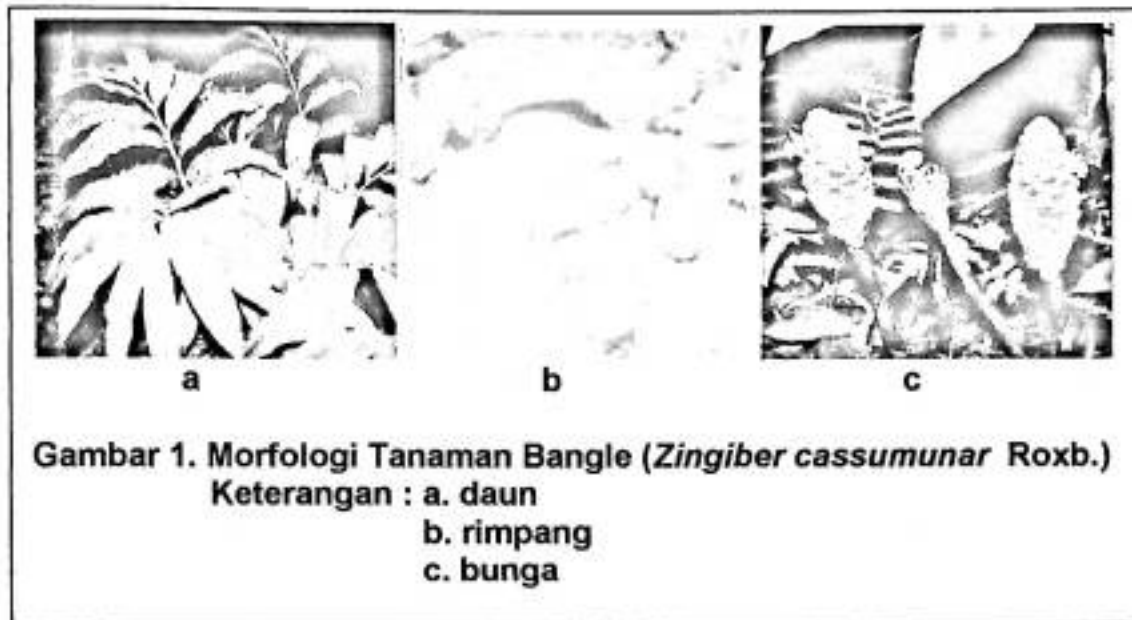 a b c
Gambar 1. Morfologi Tanaman Bangle (Zingiber cassumunar Roxb.)
Keterangan : a. daun
b. rimpang
c. bunga